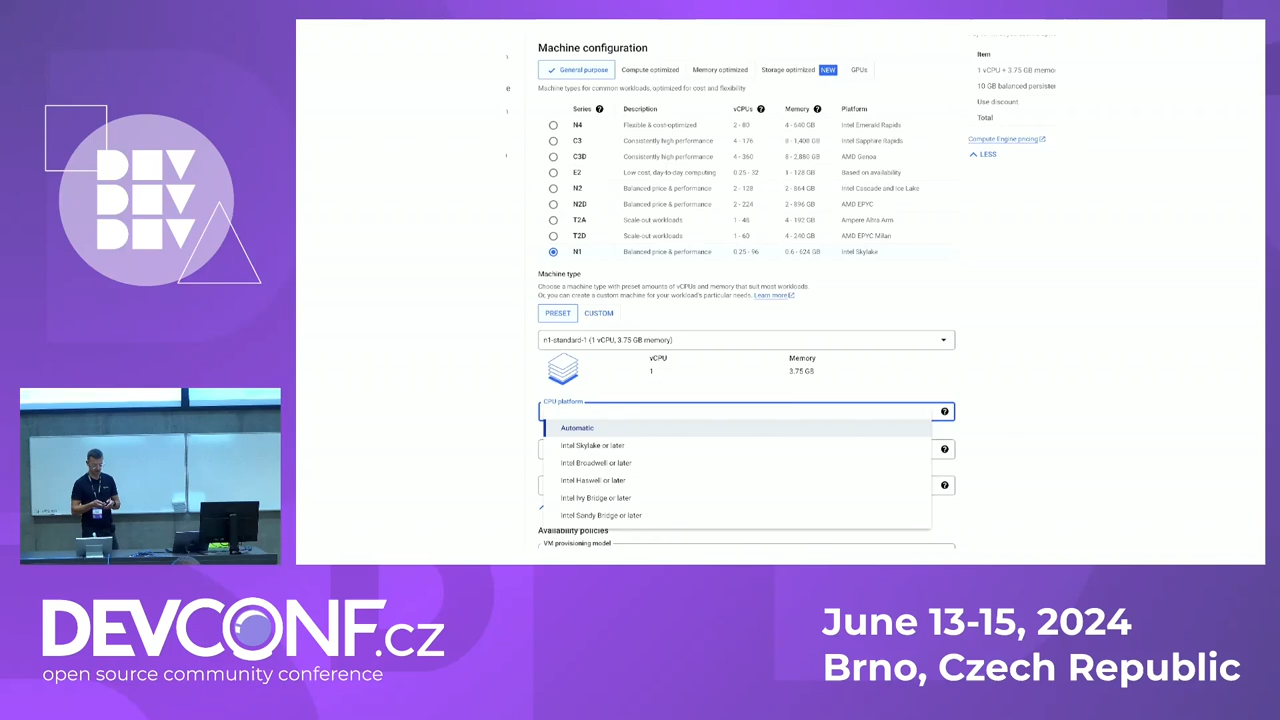 DEV
DEV
DEV
DEVCONF.cz
open source community conference
June 13-15, 2024
Brno, Czech Republic
Machine configuration
General purpose
Compute optimized
Memory optimized
Storage optimized NEW
GPUs
Machine types for common workloads, optimized for cost and flexibility
Series Description vCPUs Memory Platform
N4 Flexible & cost-optimized 2 - 80 4 - 640 GB Intel Emerald Rapids
C3 Consistently high performance 4 - 176 8 - 1,408 GB Intel Sapphire Rapids
C3D Consistently high performance 4 - 360 8 - 2,880 GB AMD Genoa
E2 Low cost, day-to-day computing 0.25 - 32 1 - 128 GB Based on availability
N2 Balanced price & performance 2 - 128 2 - 864 GB Intel Cascade and Ice Lake
N2D Balanced price & performance 2 - 224 2 - 896 GB AMD EPYC
T2A Scale-out workloads 1 - 48 4 - 192 GB Ampere Altra Arm
T2D Scale-out workloads 1 - 60 4 - 240 GB AMD EPYC Milan
N1 Balanced price & performance 0.25 - 96 0.6 - 624 GB Intel Skylake
Machine type
Choose a machine type with preset amounts of vCPUs and memory that suit most workloads.
Or, you can create a custom machine for your workload's particular needs. Learn more
PRESET CUSTOM
n1-standard-1 (1 vCPU, 3.75 GB memory)
vCPU Memory
1 3.75 GB
CPU platform
Automatic
Intel Skylake or later
Intel Broadwell or later
Intel Haswell or later
Intel Ivy Bridge or later
Intel Sandy Bridge or later
Availability policies
VM provisioning model
Item
1 vCPU + 3.75 GB memo
10 GB balanced persister
Use discount
Total
Compute Engine pricing
LESS